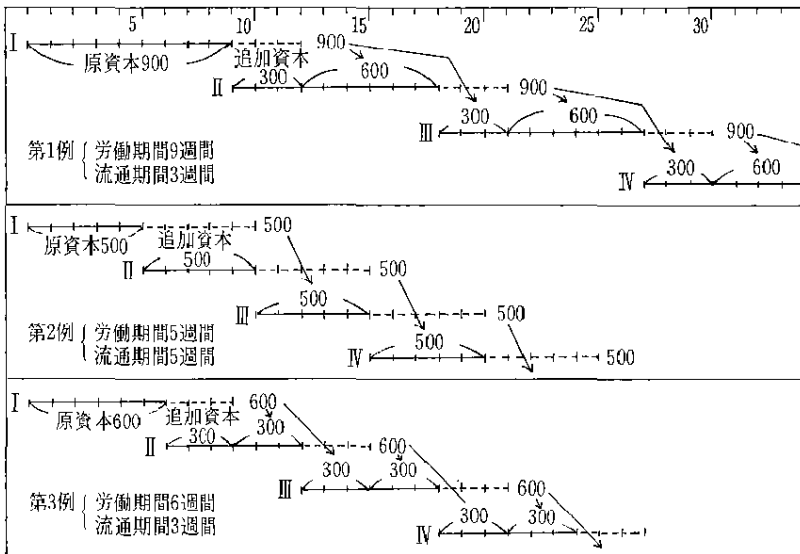 5 10 15 20 25 30
Ⅰ 900
原資本900 追加資本
Ⅱ 300 600 900
Ⅲ 300 600 900
第1例 { 労働期間9週間
流通期間3週間
Ⅳ 300 600
Ⅰ 500
原資本500 追加資本
Ⅱ 500 500
Ⅲ 500 500
第2例 { 労働期間5週間
流通期間5週間
Ⅳ 500 500
Ⅰ 600
原資本600 追加資本
Ⅱ 300 300 600
Ⅲ 300 300 600
第3例 { 労働期間6週間
流通期間3週間
Ⅳ 300 300